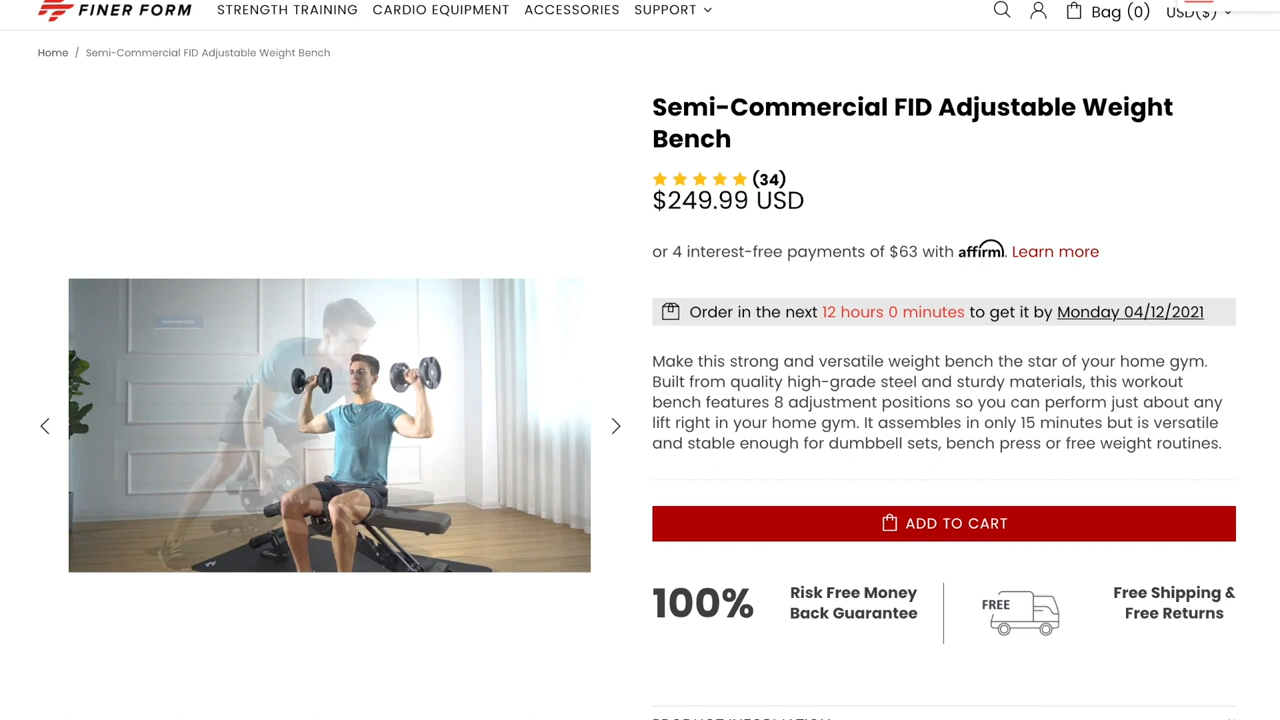 FINER FORM
STRENGTH TRAINING CARDIO EQUIPMENT ACCESSORIES SUPPORT
Bag (0) USD($)
Home / Semi-Commercial FID Adjustable Weight Bench
Semi-Commercial FID Adjustable Weight
Bench
(34)
$249.99 USD
or 4 interest-free payments of $63 with affirm. Learn more
Order in the next 12 hours 0 minutes to get it by Monday 04/12/2021
Make this strong and versatile weight bench the star of your home gym.
Built from quality high-grade steel and sturdy materials, this workout
bench features 8 adjustment positions so you can perform just about any
lift right in your home gym. It assembles in only 15 minutes but is versatile
and stable enough for dumbbell sets, bench press or free weight routines.
ADD TO CART
100%
Risk Free Money
Back Guarantee
FREE
Free Shipping &
Free Returns
PRODUCT INFORMATION